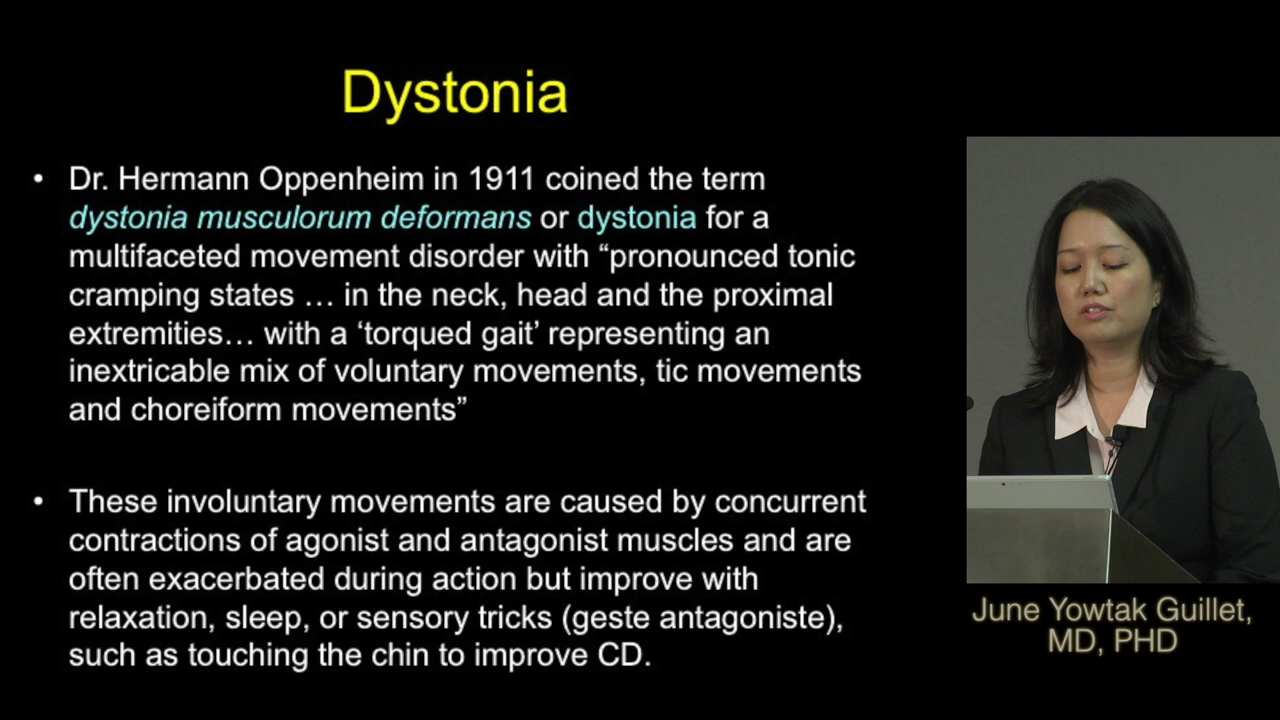 Dystonia
• Dr. Hermann Oppenheim in 1911 coined the term
dystonia musculorum deformans or dystonia for a
multifaceted movement disorder with “pronounced tonic
cramping states … in the neck, head and the proximal
extremities… with a ‘torqued gait’ representing an
inextricable mix of voluntary movements, tic movements
and choreiform movements”
• These involuntary movements are caused by concurrent
contractions of agonist and antagonist muscles and are
often exacerbated during action but improve with
relaxation, sleep, or sensory tricks (geste antagoniste),
such as touching the chin to improve CD.
June Yowtak Guillet,
MD, PHD